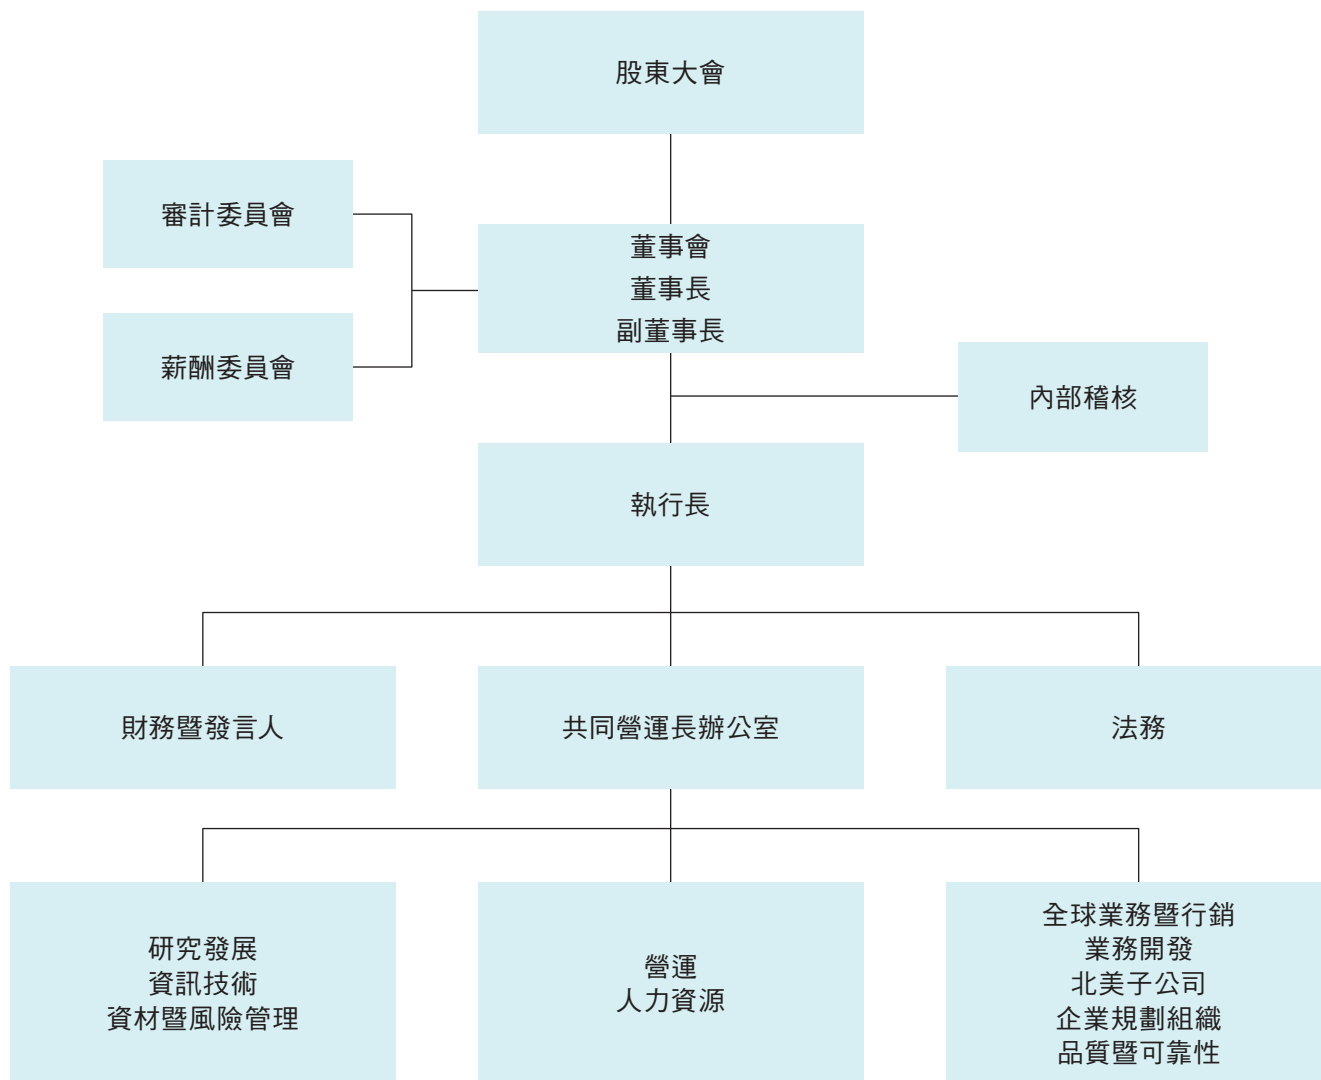 股東大會
審計委員會
董事會
董事長
副董事長
薪酬委員會
內部稽核
執行長
財務暨發言人
共同營運長辦公室
法務
研究發展
資訊技術
資材暨風險管理
營運
人力資源
全球業務暨行銷
業務開發
北美子公司
企業規劃組織
品質暨可靠性